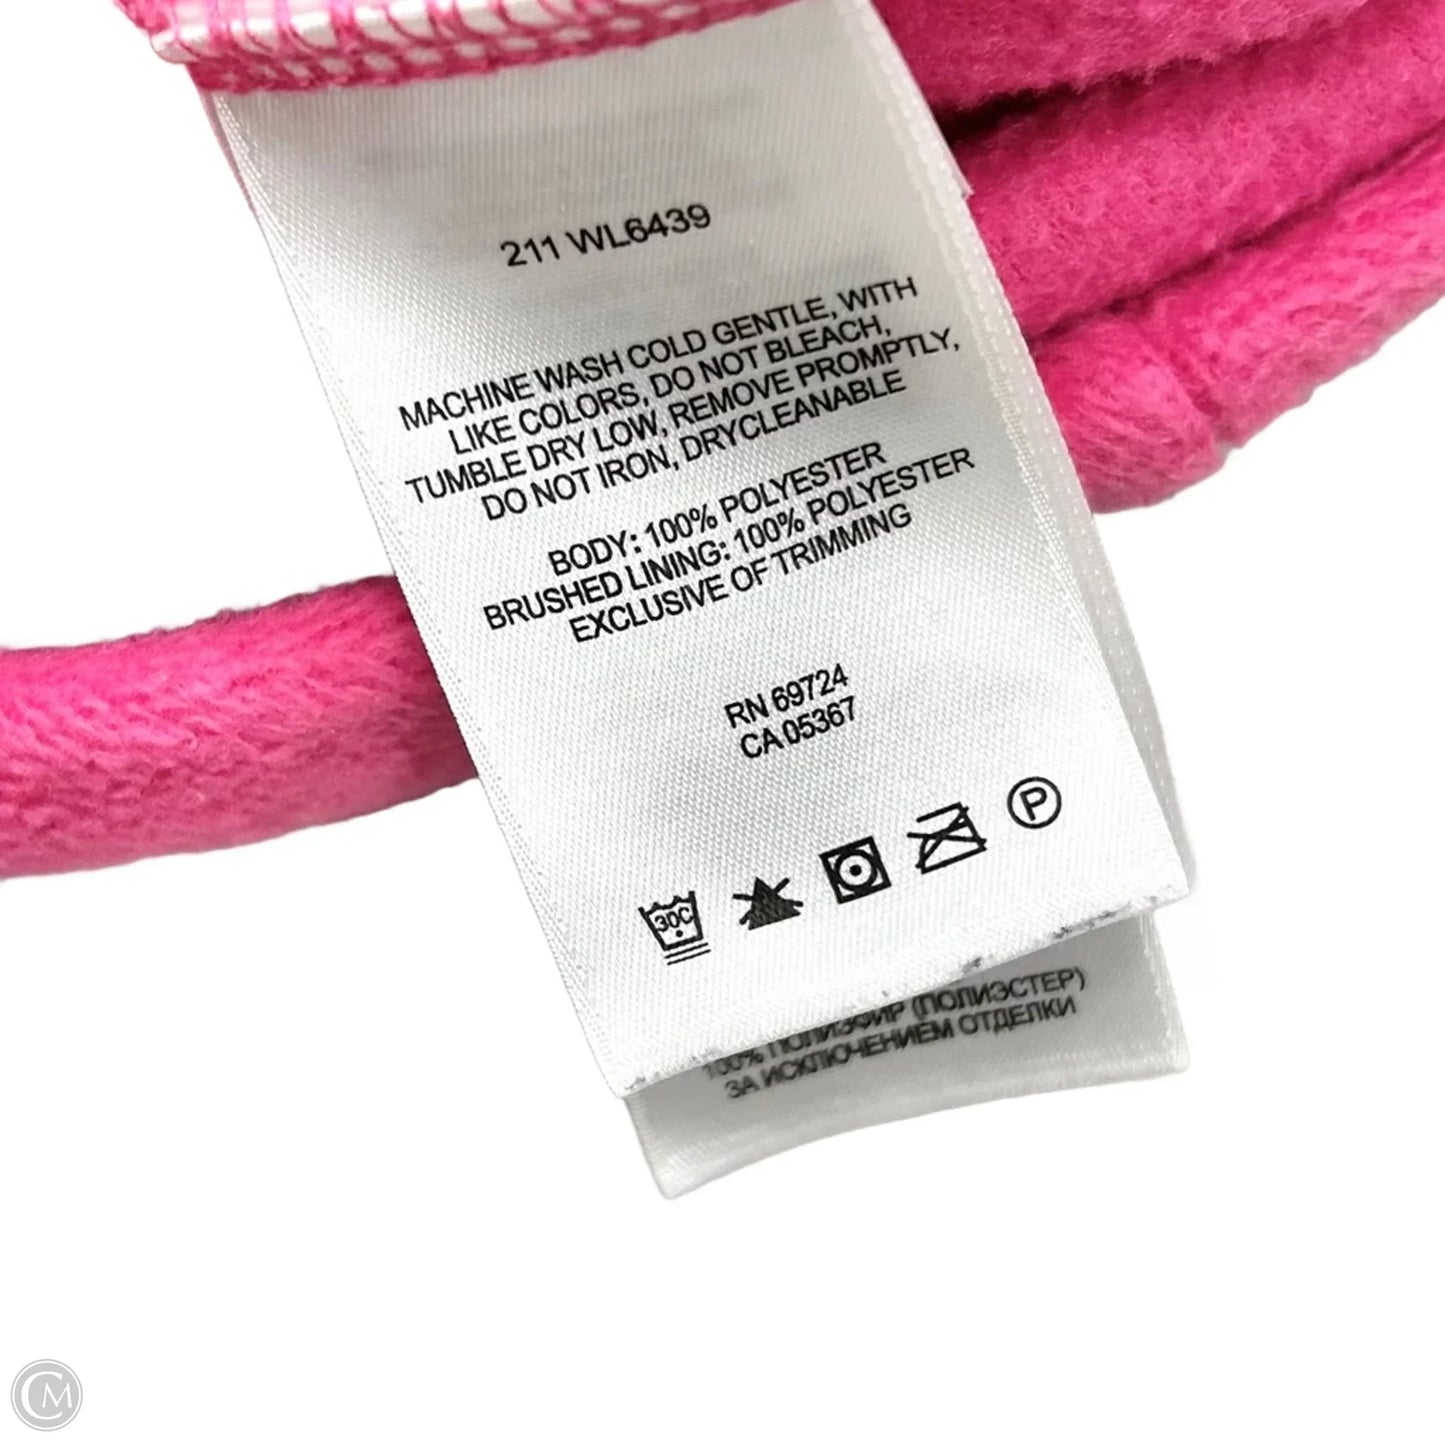 211 WL6439
MACHINE WASH COLD GENTLE, WITH
LIKE COLORS, DO NOT BLEACH,
TUMBLE DRY LOW, REMOVE PROMPTLY,
DO NOT IRON, DRYCLEANABLE
BODY: 100% POLYESTER
BRUSHED LINING: 100% POLYESTER
EXCLUSIVE OF TRIMMING
RN 69724
CA 05367
30C
P
100% ПОЛИЭФИР (ПОЛИЭСТЕР)
ЗА ИСКЛЮЧЕНИЕМ ОТДЕЛКИ
CM